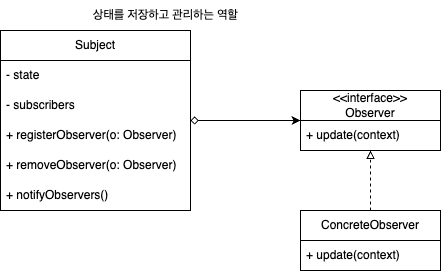 상태를 저장하고 관리하는 역할
Subject
- state
- subscribers
+ registerObserver(o: Observer)
+ removeObserver(o: Observer)
+ notifyObservers()
<<interface>>
Observer
+ update(context)
ConcreteObserver
+ update(context)